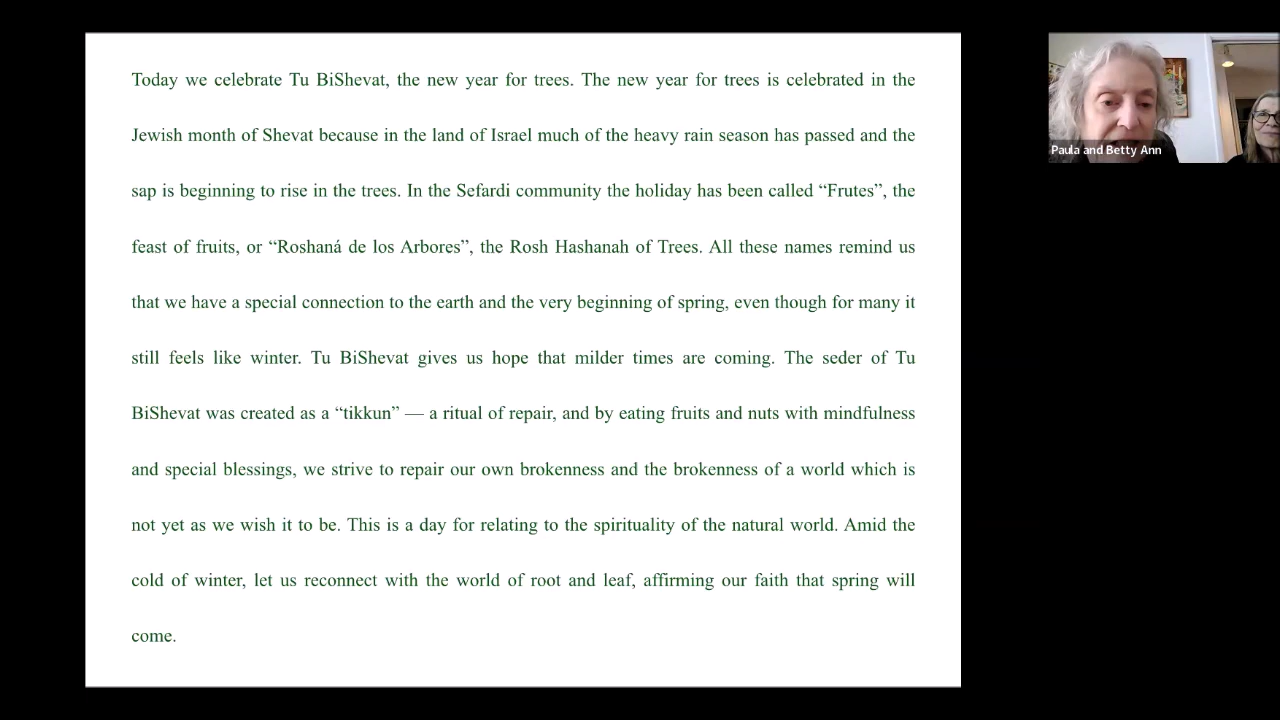 Today we celebrate Tu BiShevat, the new year for trees. The new year for trees is celebrated in the
Jewish month of Shevat because in the land of Israel much of the heavy rain season has passed and the
sap is beginning to rise in the trees. In the Sefardi community the holiday has been called “Frutes”, the
feast of fruits, or “Roshaná de los Arbores”, the Rosh Hashanah of Trees. All these names remind us
that we have a special connection to the earth and the very beginning of spring, even though for many it
still feels like winter. Tu BiShevat gives us hope that milder times are coming. The seder of Tu
BiShevat was created as a “tikkun” — a ritual of repair, and by eating fruits and nuts with mindfulness
and special blessings, we strive to repair our own brokenness and the brokenness of a world which is
not yet as we wish it to be. This is a day for relating to the spirituality of the natural world. Amid the
cold of winter, let us reconnect with the world of root and leaf, affirming our faith that spring will
come.
Paula and Betty Ann